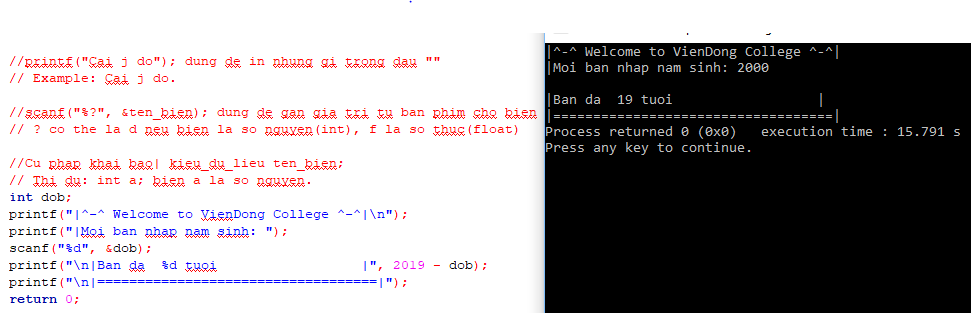 //printf("Cai j do"); dung de in nhung gi trong dau ""
// Example: Cai j do.
//scanf("%?", &ten_bien); dung de gan gia tri tu ban phim cho bien
// ? co the la d neu bien la so nguyen(int), f la so thuc(float)
//Cu phap khai bao| kieu_du_lieu ten_bien;
// Thi du: int a; bien a la so nguyen.
int dob;
printf("|^-^ Welcome to VienDong College ^-^|\n");
printf("|Moi ban nhap nam sinh: ");
scanf("%d", &dob);
printf("\n|Ban da  %d tuoi                  |", 2019 - dob);
printf("\n|===================================|");
return 0;
|^-^ Welcome to VienDong College ^-^|
|Moi ban nhap nam sinh: 2000
|Ban da  19 tuoi                  |
|===================================|
Process returned 0 (0x0)   execution time : 15.791 s
Press any key to continue.